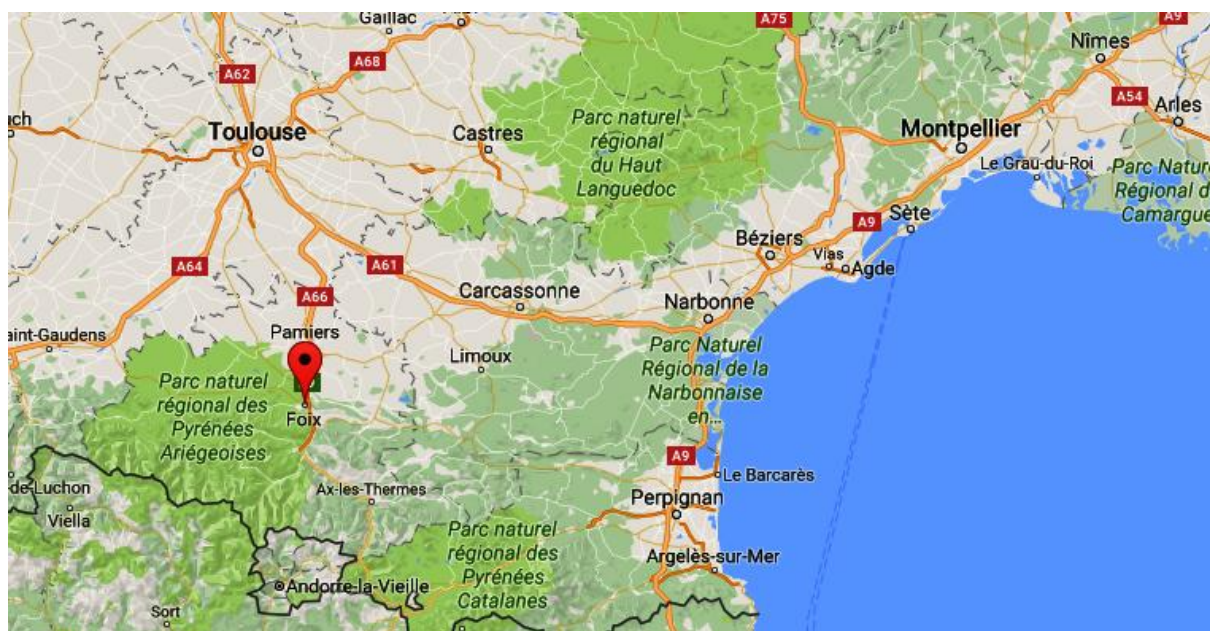 Gaillac
A75
A9
Nîmes
A62
A68
A54
Arles
Toulouse
Castres
Parc naturel
régional
du Haut
Languedoc
Montpellier
Le Grau-du-Roi
Parc Naturel
Régional d
Camargue
Sète
A9
Béziers
Vias
Agde
A64
A61
A66
Carcassonne
Narbonne
Pamiers
aint-Gaudens
Limoux
Parc Naturel
Régional de la
Narbonnaise
en...
Parc naturel
régional des
Pyrénées
Ariégeoises
Foix
A9
Le Barcarès
-de-Luchon
Viella
Ax-les-Thermes
Perpignan
Parc naturel
régional des
Pyrénées
Catalanes
Argelès-sur-Mer
Andorre-la-Vieille
Sort